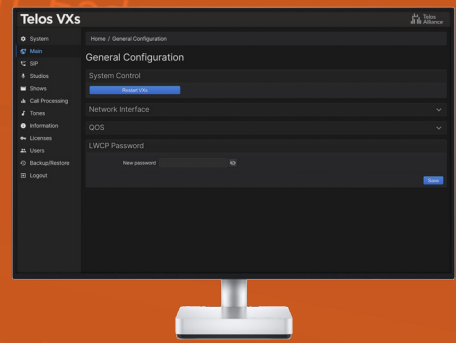 Telos VXs
Telos Alliance
System
Main
SIP
Studios
Shows
Call Processing
Tones
Information
Licenses
Users
Backup/Restore
Logout
Home / General Configuration
General Configuration
System Control
Restart VXs
Network Interface
QOS
LWCP Password
New password
Save